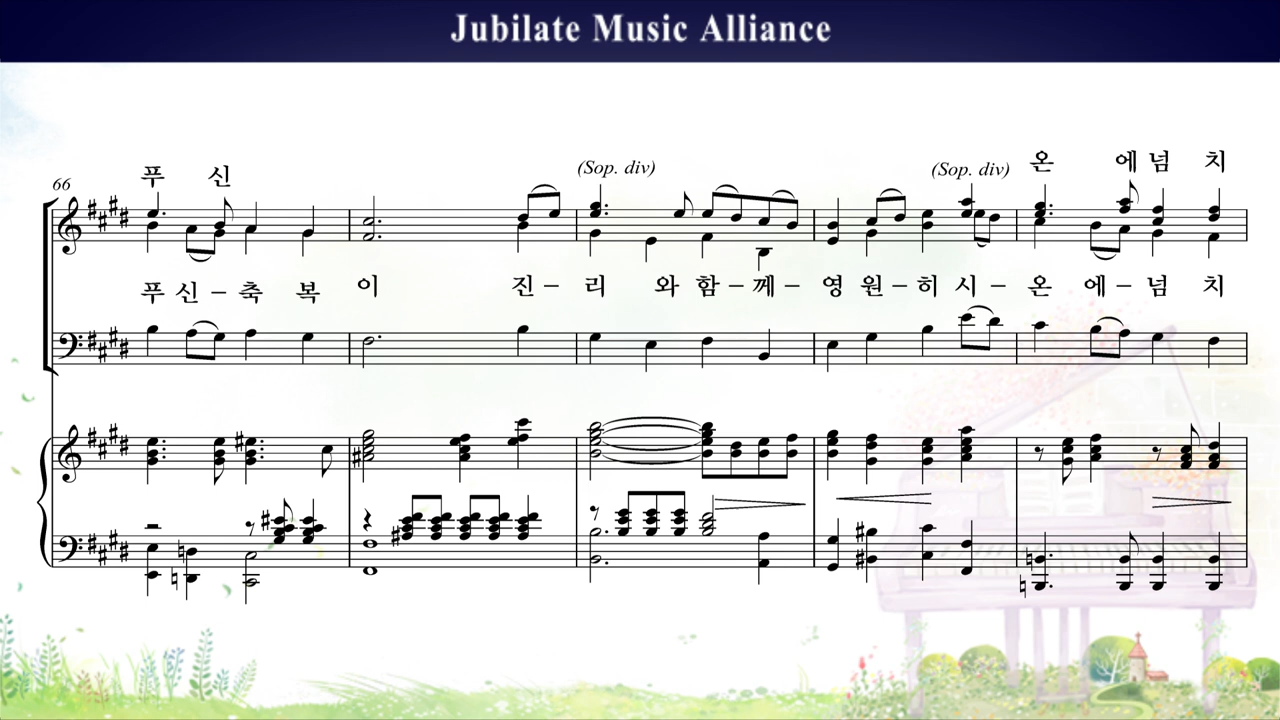 Jubilate Music Alliance
온 에 넘 치
(Sop. div) (Sop. div)
66 푸 신
푸 신 - 축 복 이 진 - 리 와 함 - 께 - 영 원 - 히 시 - 온 에 - 넘 치